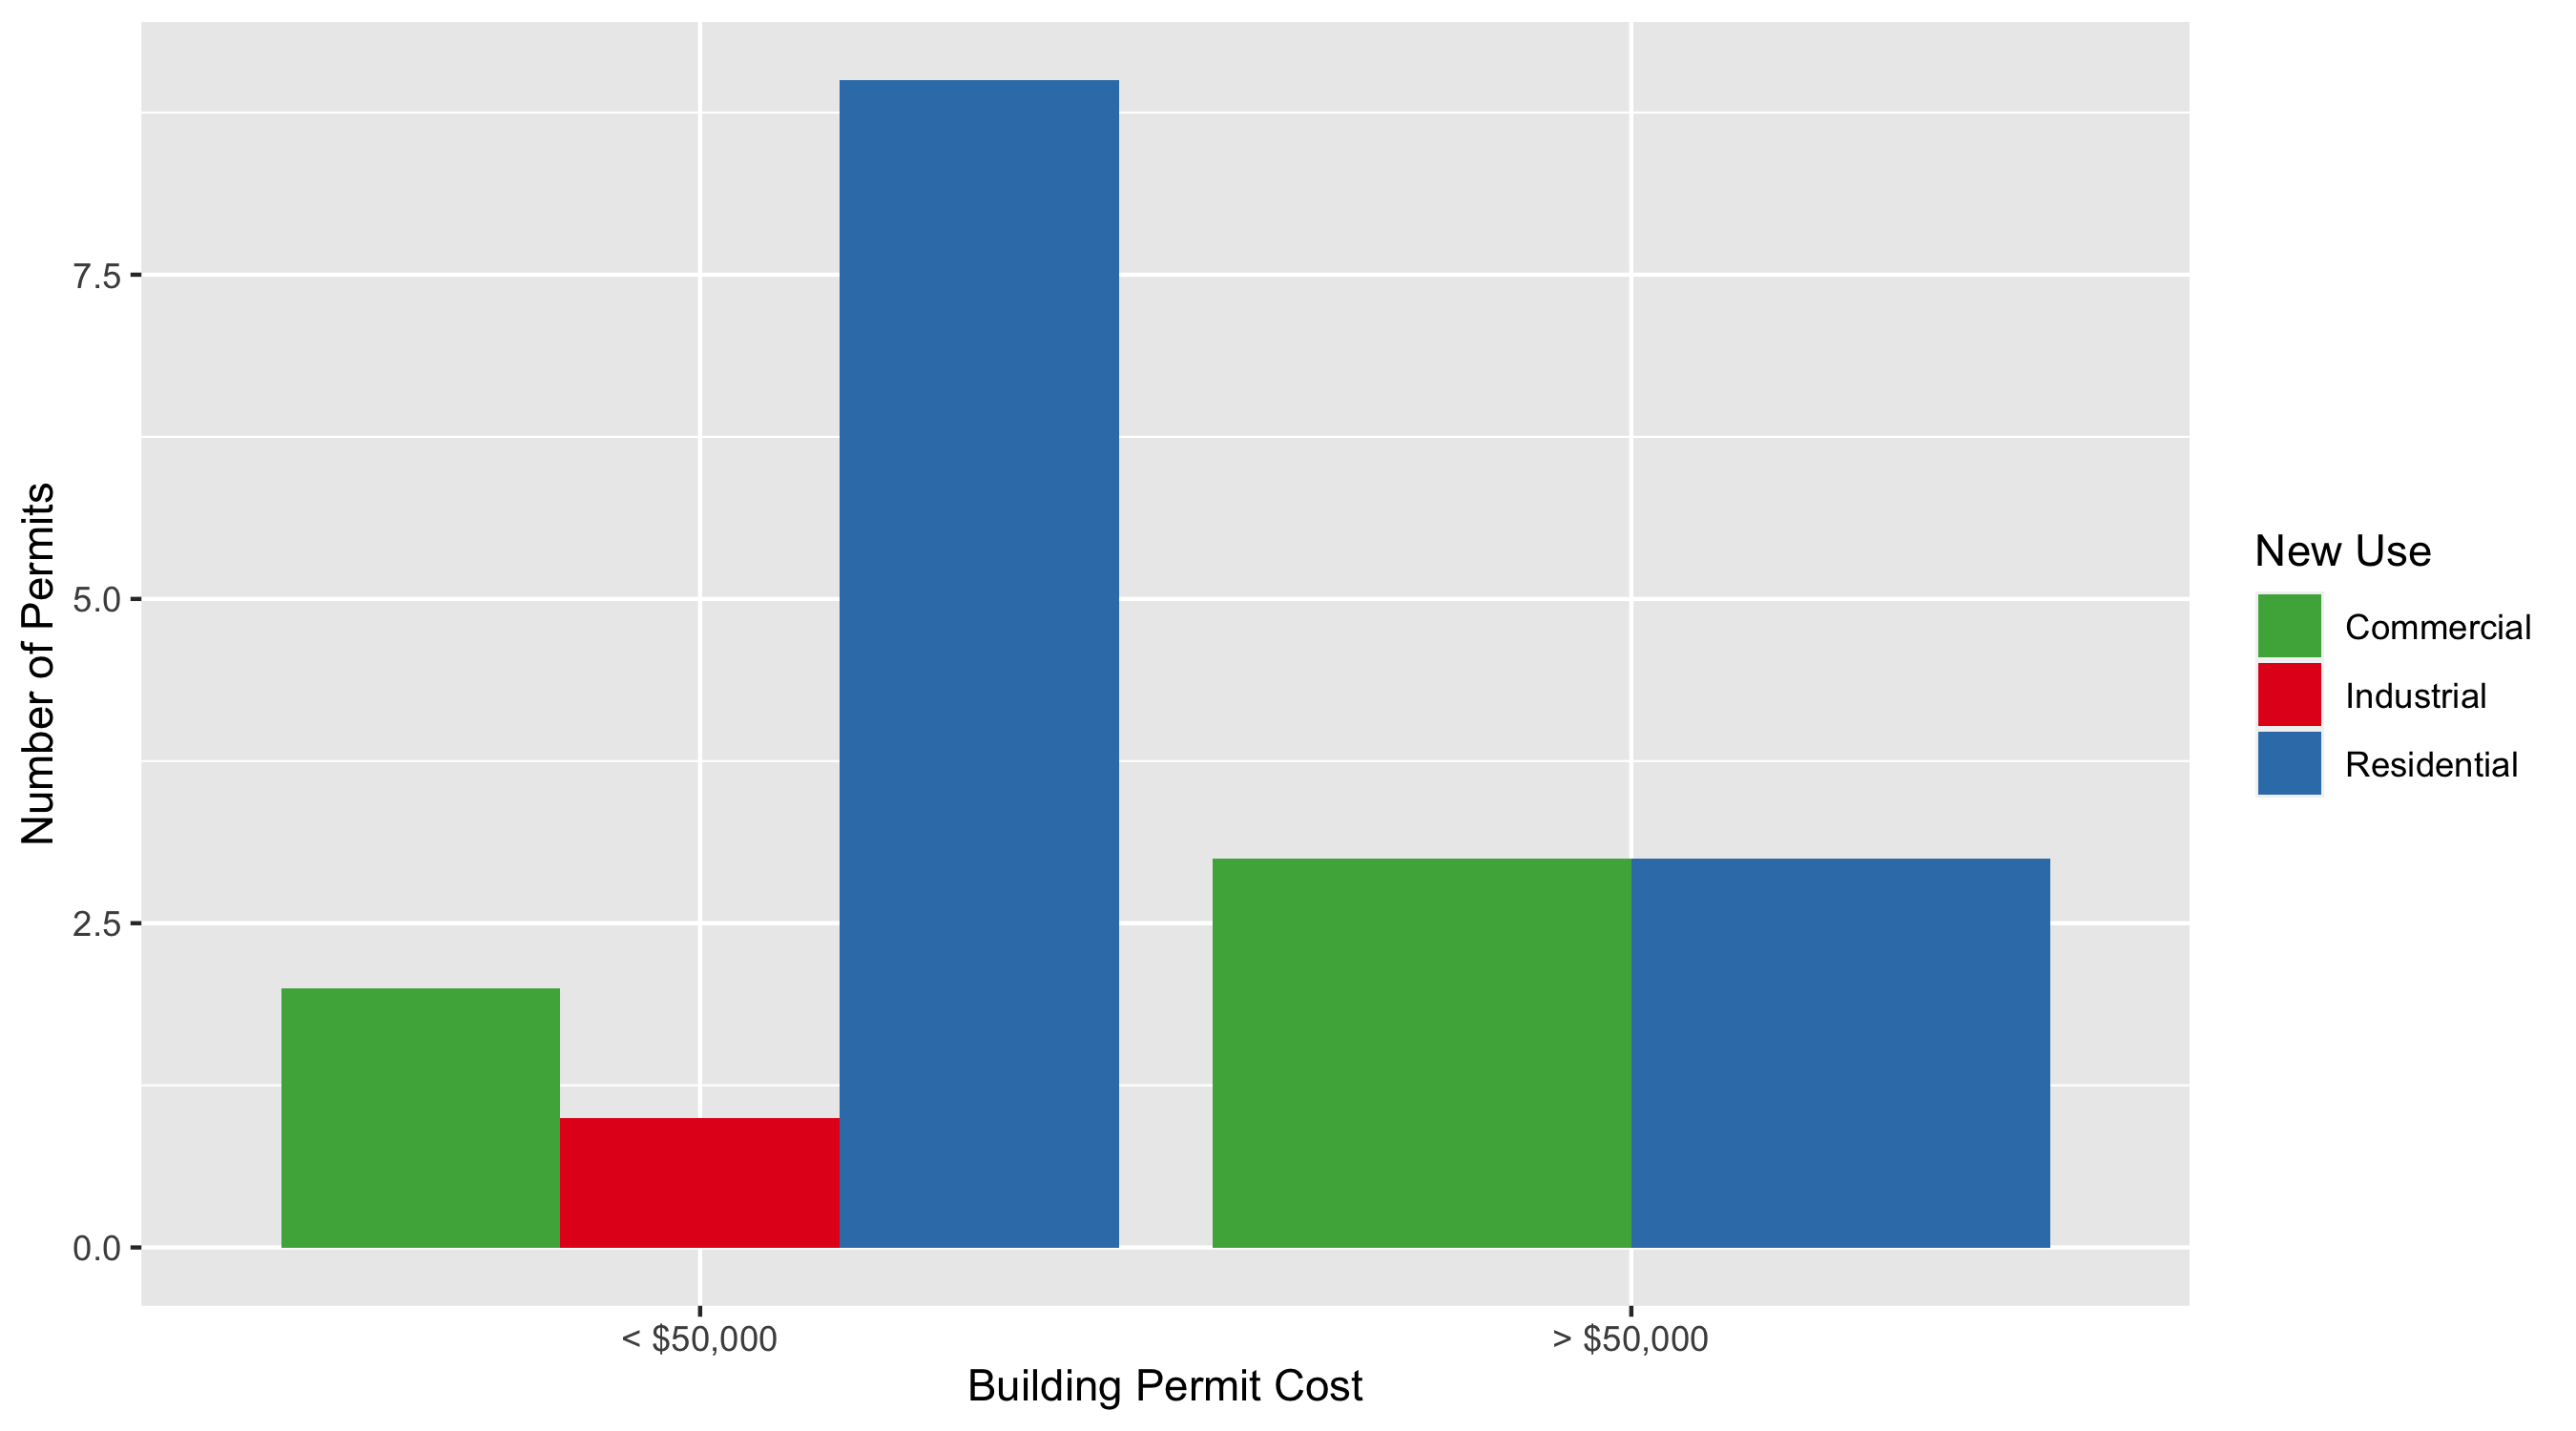 Number of Permits
7.5
5.0
2.5
0.0
< $50,000
> $50,000
Building Permit Cost
New Use
Commercial
Industrial
Residential